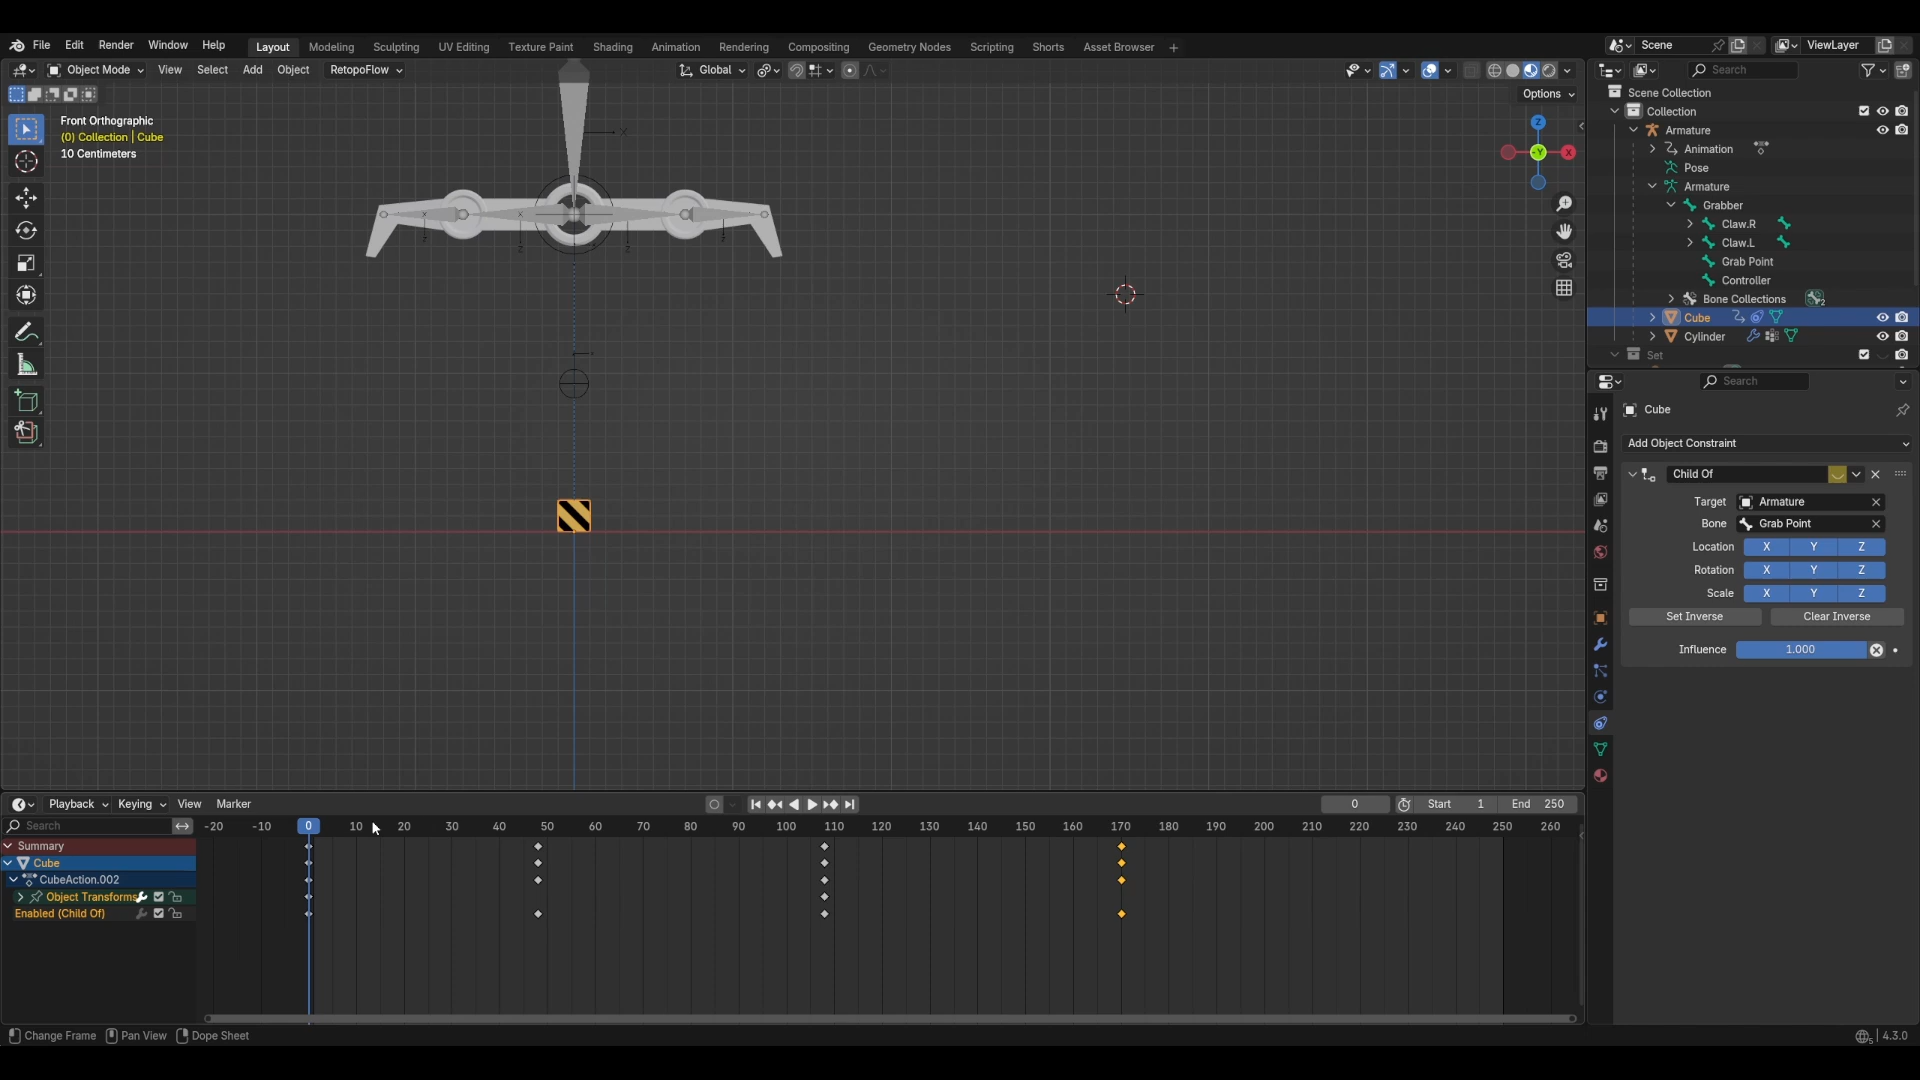 File Edit Render Window Help Layout Modeling Sculpting UV Editing Texture Paint Shading Animation Rendering Compositing Geometry Nodes Scripting Shorts Asset Browser + Scene ViewLayer
Object Mode View Select Add Object RetopoFlow Global Search
Options
Scene Collection
Collection
Front Orthographic
(0) Collection | Cube
10 Centimeters
Armature
Animation
Pose
Armature
Grabber
Claw.R
Claw.L
Grab Point
Controller
Bone Collections 2
Cube
Cylinder
Set
Z
-Y
X
Search
Cube
Add Object Constraint
Child Of
Target Armature
Bone Grab Point
Location X Y Z
Rotation X Y Z
Scale X Y Z
Set Inverse Clear Inverse
Influence 1.000
Playback Keying View Marker 0 Start 1 End 250
Search -20 -10 0 10 20 30 40 50 60 70 80 90 100 110 120 130 140 150 160 170 180 190 200 210 220 230 240 250 260
Summary
Cube
CubeAction.002
Object Transforms
Enabled (Child Of)
Change Frame Pan View Dope Sheet 4.3.0